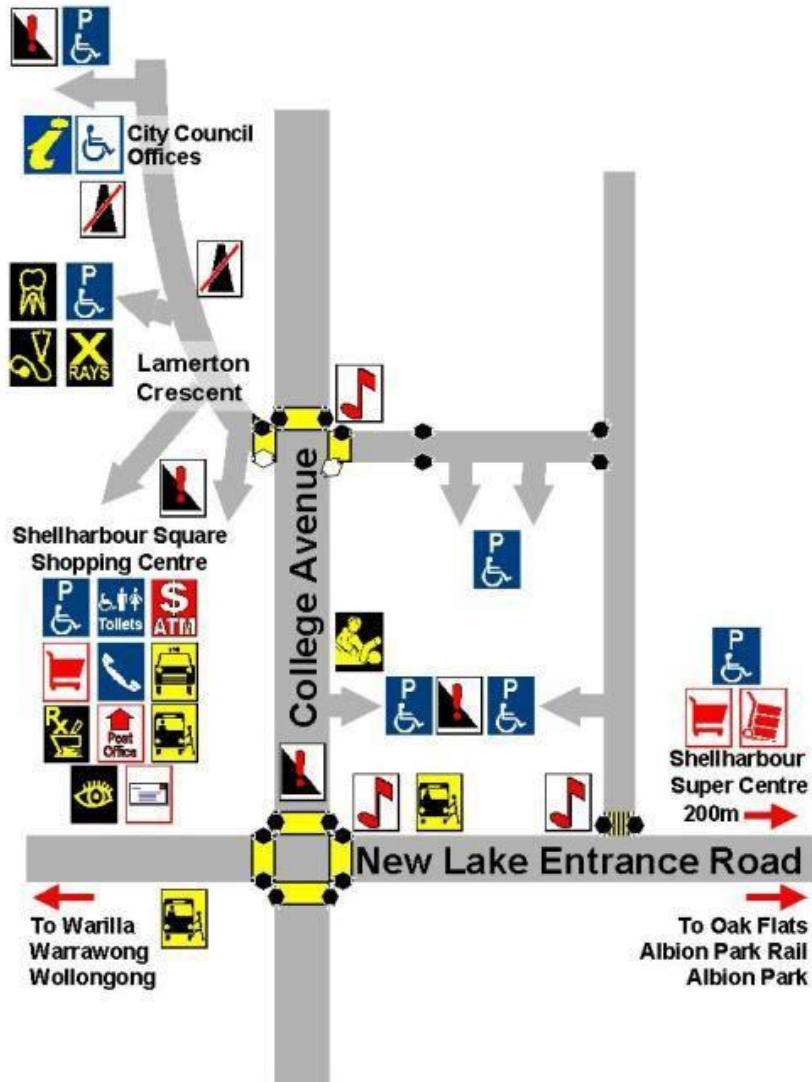 P
City Council
Offices
P
X
RAYS
Lamerton
Crescent
College Avenue
Shellharbour Square
Shopping Centre
P
Toilets
$
ATM
Rx
Post
Office
P
P
P
P
Shellharbour
Super Centre
200m
New Lake Entrance Road
To Warilla
Warrawong
Wollongong
To Oak Flats
Albion Park Rail
Albion Park